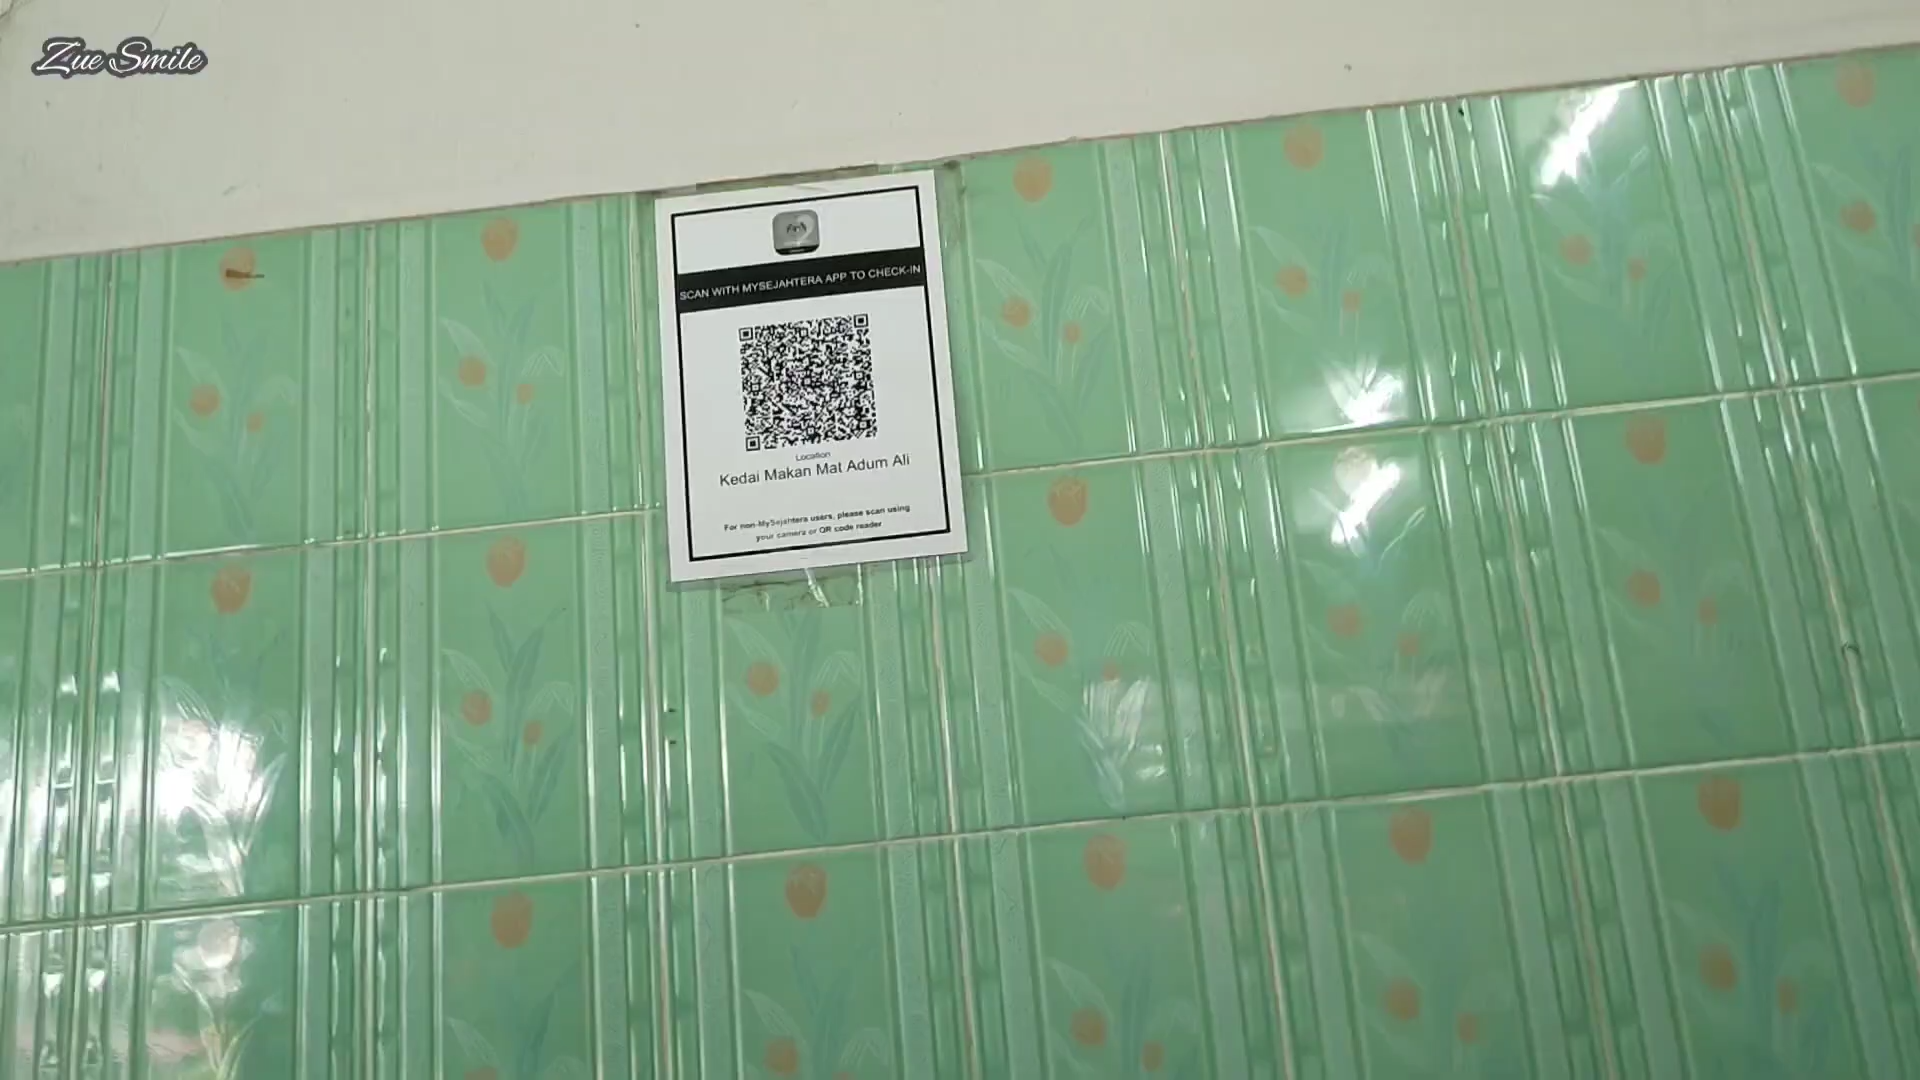 Zue Smile
SCAN WITH MYSEJAHTERA APP TO CHECK-IN
Location
Kedai Makan Mat Adum Ali
For non-MySejahtera users, please scan using
your camera or QR code reader